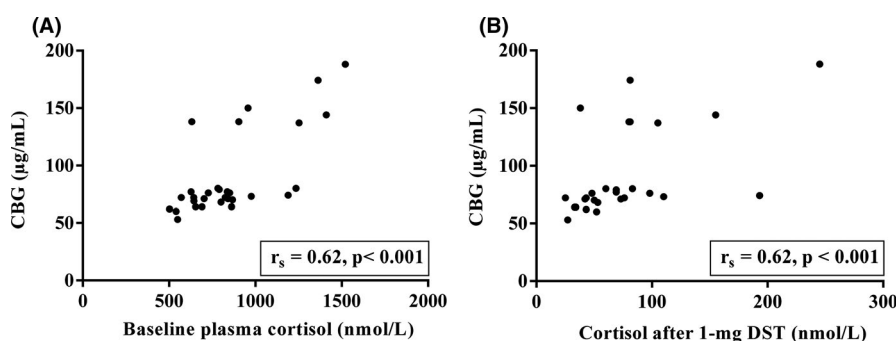 (A)
200
150
100
50
0
CBG (µg/mL)
r_s = 0.62, p< 0.001
0 500 1000 1500 2000
Baseline plasma cortisol (nmol/L)
(B)
200
150
100
50
0
CBG (µg/mL)
r_s = 0.62, p< 0.001
0 100 200 300
Cortisol after 1-mg DST (nmol/L)